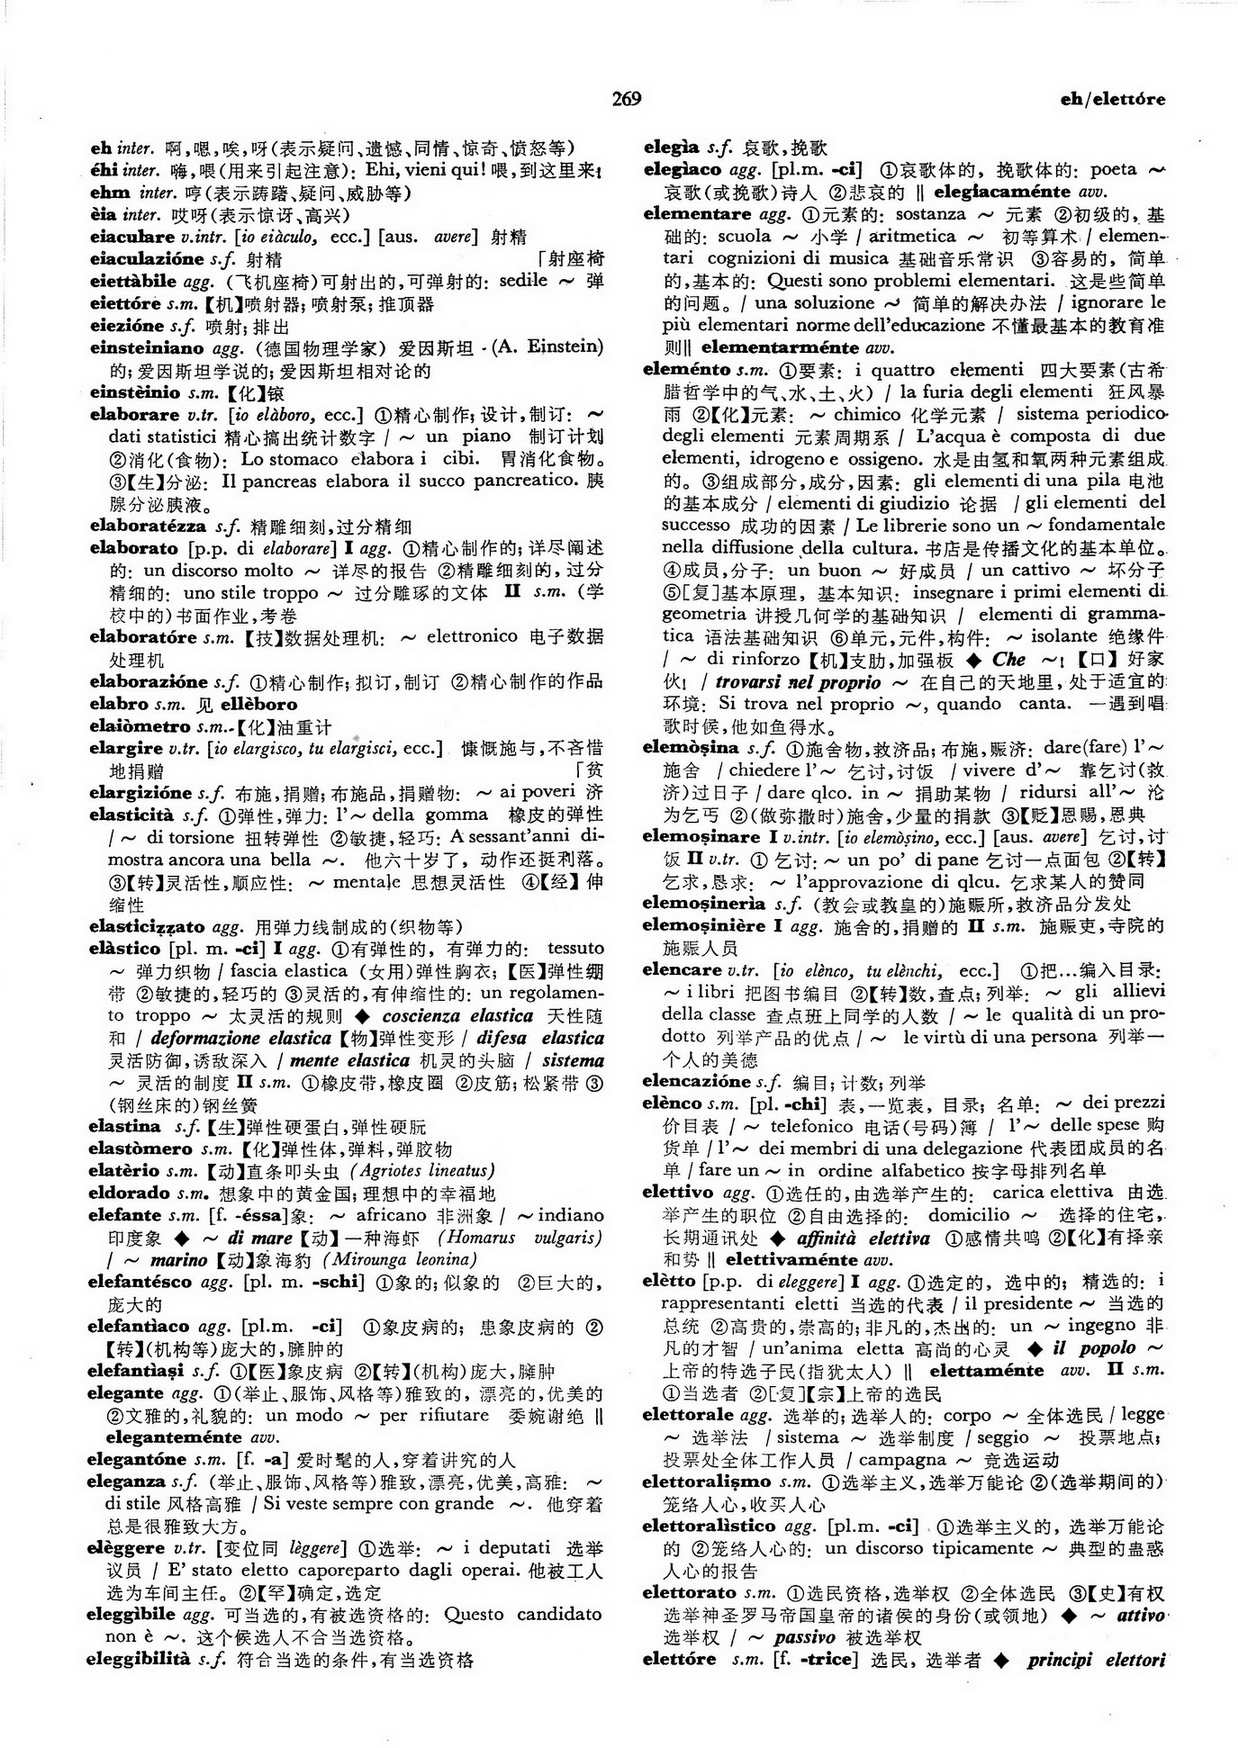 269
eh/elettóre
eh inter. 啊,嗯,唉,呀(表示疑问、遗憾、同情、惊奇、愤怒等)
éhi inter. 嗨,喂(用来引起注意): Ehi, vieni qui! 喂,到这里来!
ehm inter. 哼(表示踌躇、疑问、威胁等)
èia inter. 哎呀(表示惊讶、高兴)
eiaculare v.intr. [io eiàculo, ecc.] [aus. avere] 射精
eiaculazióne s.f. 射精 「射座椅
eiettàbile agg. (飞机座椅)可射出的,可弹射的: sedile ~ 弹
eiettóre s.m.【机】喷射器; 喷射泵; 推顶器
eiezióne s.f. 喷射; 排出
einsteiniano agg. (德国物理学家) 爱因斯坦 (A. Einstein)
的; 爱因斯坦学说的; 爱因斯坦相对论的
einstèinio s.m.【化】锿
elaborare v.tr. [io elàboro, ecc.] ①精心制作; 设计,制订: ~
dati statistici 精心搞出统计数字 / ~ un piano 制订计划
②消化(食物): Lo stomaco elabora i cibi. 胃消化食物。
③【生】分泌: Il pancreas elabora il succo pancreatico. 胰
腺分泌胰液。
elaboratézza s.f. 精雕细刻,过分精细
elaborato [p.p. di elaborare] I agg. ①精心制作的; 详尽阐述
的: un discorso molto ~ 详尽的报告 ②精雕细刻的, 过分
精细的: uno stile troppo ~ 过分雕琢的文体 II s.m. (学
校中的)书面作业,考卷
elaboratóre s.m.【技】数据处理机: ~ elettronico 电子数据
处理机
elaborazióne s.f. ①精心制作; 拟订,制订 ②精心制作的作品
elabro s.m. 见 ellèboro
elaiòmetro s.m.【化】油重计
elargire v.tr. [io elargisco, tu elargisci, ecc.] 慷慨施与,不吝惜
地捐赠 「贫
elargizióne s.f. 布施,捐赠; 布施品,捐赠物: ~ ai poveri 济
elasticità s.f. ①弹性,弹力: l'~ della gomma 橡皮的弹性
/ ~ di torsione 扭转弹性 ②敏捷,轻巧: A sessant'anni di-
mostra ancora una bella ~. 他六十岁了, 动作还挺利落。
③【转】灵活性,顺应性: ~ mentale 思想灵活性 ④【经】伸
缩性
elasticizzato agg. 用弹力线制成的(织物等)
elàstico [pl. m. -ci] I agg. ①有弹性的, 有弹力的: tessuto
~ 弹力织物 / fascia elastica (女用)弹性胸衣;【医】弹性绷
带 ②敏捷的,轻巧的 ③灵活的,有伸缩性的: un regolamen-
to troppo ~ 太灵活的规则 ◆ coscienza elastica 天性随
和 / deformazione elastica【物】弹性变形 / difesa elastica
灵活防御,诱敌深入 / mente elastica 机灵的头脑 / sistema
~ 灵活的制度 II s.m. ①橡皮带,橡皮圈 ②皮筋; 松紧带 ③
(钢丝床的)钢丝簧
elastina s.f.【生】弹性硬蛋白,弹性硬朊
elastòmero s.m.【化】弹性体,弹料,弹胶物
elatèrio s.m.【动】直条叩头虫 (Agriotes lineatus)
eldorado s.m. 想象中的黄金国; 理想中的幸福地
elefante s.m. [f. -éssa]象: ~ africano 非洲象 / ~ indiano
印度象 ◆ ~ di mare【动】一种海虾 (Homarus vulgaris)
/ ~ marino【动】象海豹 (Mirounga leonina)
elefantésco agg. [pl. m. -schi] ①象的; 似象的 ②巨大的,
庞大的
elefantìaco agg. [pl.m. -ci] ①象皮病的; 患象皮病的 ②
【转】(机构等)庞大的,臃肿的
elefantìasi s.f. ①【医】象皮病 ②【转】(机构)庞大,臃肿
elegante agg. ①(举止、服饰、风格等)雅致的, 漂亮的,优美的
②文雅的,礼貌的: un modo ~ per rifiutare 委婉谢绝 ‖
eleganteménte avv.
elegantóne s.m. [f. -a] 爱时髦的人,穿着讲究的人
eleganza s.f. (举止、服饰、风格等)雅致,漂亮,优美,高雅: ~
di stile 风格高雅 / Si veste sempre con grande ~. 他穿着
总是很雅致大方。
elèggere v.tr. [变位同 lèggere] ①选举: ~ i deputati 选举
议员 / E' stato eletto caporeparto dagli operai. 他被工人
选为车间主任。②【罕】确定,选定
eleggìbile agg. 可当选的,有被选资格的: Questo candidato
non è ~. 这个候选人不合当选资格。
eleggibilità s.f. 符合当选的条件,有当选资格
elegìa s.f. 哀歌,挽歌
elegìaco agg. [pl.m. -ci] ①哀歌体的, 挽歌体的: poeta ~
哀歌(或挽歌)诗人 ②悲哀的 ‖ elegiacaménte avv.
elementare agg. ①元素的: sostanza ~ 元素 ②初级的, 基
础的: scuola ~ 小学 / aritmetica ~ 初等算术 / elemen-
tari cognizioni di musica 基础音乐常识 ③容易的, 简单
的,基本的: Questi sono problemi elementari. 这是些简单
的问题。/ una soluzione ~ 简单的解决办法 / ignorare le
più elementari norme dell'educazione 不懂最基本的教育准
则‖ elementarménte avv.
eleménto s.m. ①要素: i quattro elementi 四大要素(古希
腊哲学中的气、水、土、火) / la furia degli elementi 狂风暴
雨 ②【化】元素: ~ chimico 化学元素 / sistema periodico
degli elementi 元素周期系 / L'acqua è composta di due
elementi, idrogeno e ossigeno. 水是由氢和氧两种元素组成
的。③组成部分,成分,因素: gli elementi di una pila 电池
的基本成分 / elementi di giudizio 论据 / gli elementi del
successo 成功的因素 / Le librerie sono un ~ fondamentale
nella diffusione della cultura. 书店是传播文化的基本单位。
④成员,分子: un buon ~ 好成员 / un cattivo ~ 坏分子
⑤[复]基本原理, 基本知识: insegnare i primi elementi di
geometria 讲授几何学的基础知识 / elementi di gramma-
tica 语法基础知识 ⑥单元,元件,构件: ~ isolante 绝缘件
/ ~ di rinforzo【机】支肋,加强板 ◆ Che ~!【口】好家
伙! / trovarsi nel proprio ~ 在自己的天地里,处于适宜的
环境: Si trova nel proprio ~, quando canta. 一遇到唱
歌时候,他如鱼得水。
elemòsina s.f. ①施舍物,救济品; 布施,赈济: dare(fare) l'~
施舍 / chiedere l'~ 乞讨,讨饭 / vivere d'~ 靠乞讨(救
济)过日子 / dare qlco. in ~ 捐助某物 / ridursi all'~ 沦
为乞丐 ②(做弥撒时)施舍,少量的捐款 ③【贬】恩赐,恩典
elemosinare I v.intr. [io elemòsino, ecc.] [aus. avere] 乞讨,讨
饭 II v.tr. ① 乞讨: ~ un po' di pane 乞讨一点面包 ②【转】
乞求,恳求: ~ l'approvazione di qlcu. 乞求某人的赞同
elemosinerìa s.f. (教会或教皇的)施赈所,救济品分发处
elemosinière I agg. 施舍的,捐赠的 II s.m. 施赈吏,寺院的
施赈人员
elencare v.tr. [io elènco, tu elènchi, ecc.] ①把…编入目录:
~ i libri 把图书编目 ②【转】数,查点; 列举: ~ gli allievi
della classe 查点班上同学的人数 / ~ le qualità di un pro-
dotto 列举产品的优点 / ~ le virtù di una persona 列举一
个人的美德
elencazióne s.f. 编目; 计数; 列举
elènco s.m. [pl. -chi] 表,一览表, 目录; 名单: ~ dei prezzi
价目表 / ~ telefonico 电话(号码)簿 / l'~ delle spese 购
货单 / l'~ dei membri di una delegazione 代表团成员的名
单 / fare un ~ in ordine alfabetico 按字母排列名单
elettivo agg. ①选任的,由选举产生的: carica elettiva 由选
举产生的职位 ②自由选择的: domicilio ~ 选择的住宅,
长期通讯处 ◆ affinità elettiva ①感情共鸣 ②【化】有择亲
和势 ‖ elettivaménte avv.
elètto [p.p. di eleggere] I agg. ①选定的, 选中的; 精选的: i
rappresentanti eletti 当选的代表 / il presidente ~ 当选的
总统 ②高贵的,崇高的; 非凡的,杰出的: un ~ ingegno 非
凡的才智 / un'anima eletta 高尚的心灵 ◆ il popolo ~
上帝的特选子民(指犹太人) ‖ elettaménte avv. II s.m.
①当选者 ②[复]【宗】上帝的选民
elettorale agg. 选举的; 选举人的: corpo ~ 全体选民 / legge
~ 选举法 / sistema ~ 选举制度 / seggio ~ 投票地点;
投票处全体工作人员 / campagna ~ 竞选运动
elettoralismo s.m. ①选举主义,选举万能论 ②(选举期间的)
笼络人心,收买人心
elettoralìstico agg. [pl.m. -ci] ①选举主义的, 选举万能论
的 ②笼络人心的: un discorso tipicamente ~ 典型的蛊惑
人心的报告
elettorato s.m. ①选民资格,选举权 ②全体选民 ③【史】有权
选举神圣罗马帝国皇帝的诸侯的身份(或领地) ◆ ~ attivo
选举权 / ~ passivo 被选举权
elettóre s.m. [f. -trice] 选民, 选举者 ◆ principi elettori